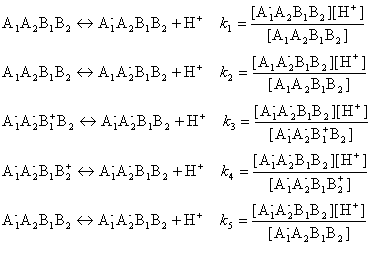 A₁A₂B₁B₂ ↔ A₁⁻A₂B₁B₂ + H⁺ k₁ = [A₁⁻A₂B₁B₂][H⁺] / [A₁A₂B₁B₂]
A₁A₂B₁B₂ ↔ A₁A₂⁻B₁B₂ + H⁺ k₂ = [A₁A₂⁻B₁B₂][H⁺] / [A₁A₂B₁B₂]
A₁⁻A₂⁻B₁⁺B₂ ↔ A₁⁻A₂⁻B₁B₂ + H⁺ k₃ = [A₁⁻A₂⁻B₁B₂][H⁺] / [A₁⁻A₂⁻B₁⁺B₂]
A₁⁻A₂⁻B₁B₂⁺ ↔ A₁⁻A₂⁻B₁B₂ + H⁺ k₄ = [A₁⁻A₂⁻B₁B₂][H⁺] / [A₁⁻A₂⁻B₁B₂⁺]
A₁⁻A₂B₁B₂ ↔ A₁⁻A₂⁻B₁B₂ + H⁺ k₅ = [A₁⁻A₂⁻B₁B₂][H⁺] / [A₁⁻A₂B₁B₂]